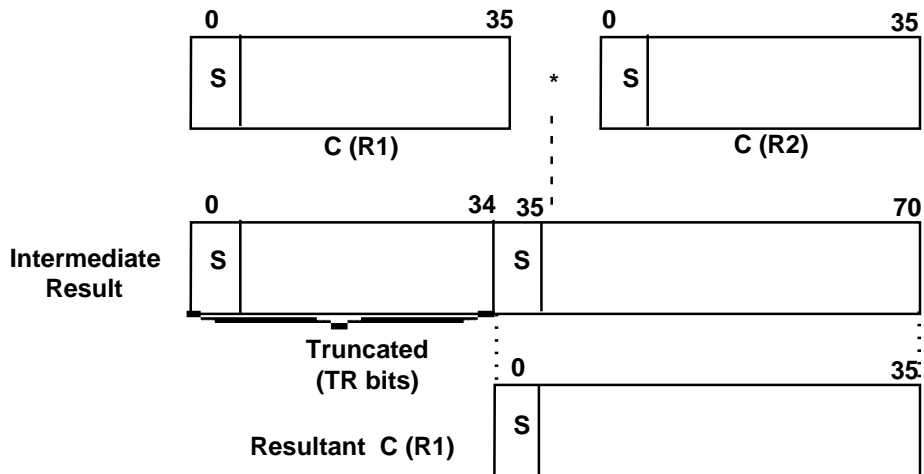 0 35 0 35
S * S
C (R1) C (R2)
0 34 35 70
Intermediate
Result
S S
Truncated
(TR bits)
0 35
Resultant C (R1) S